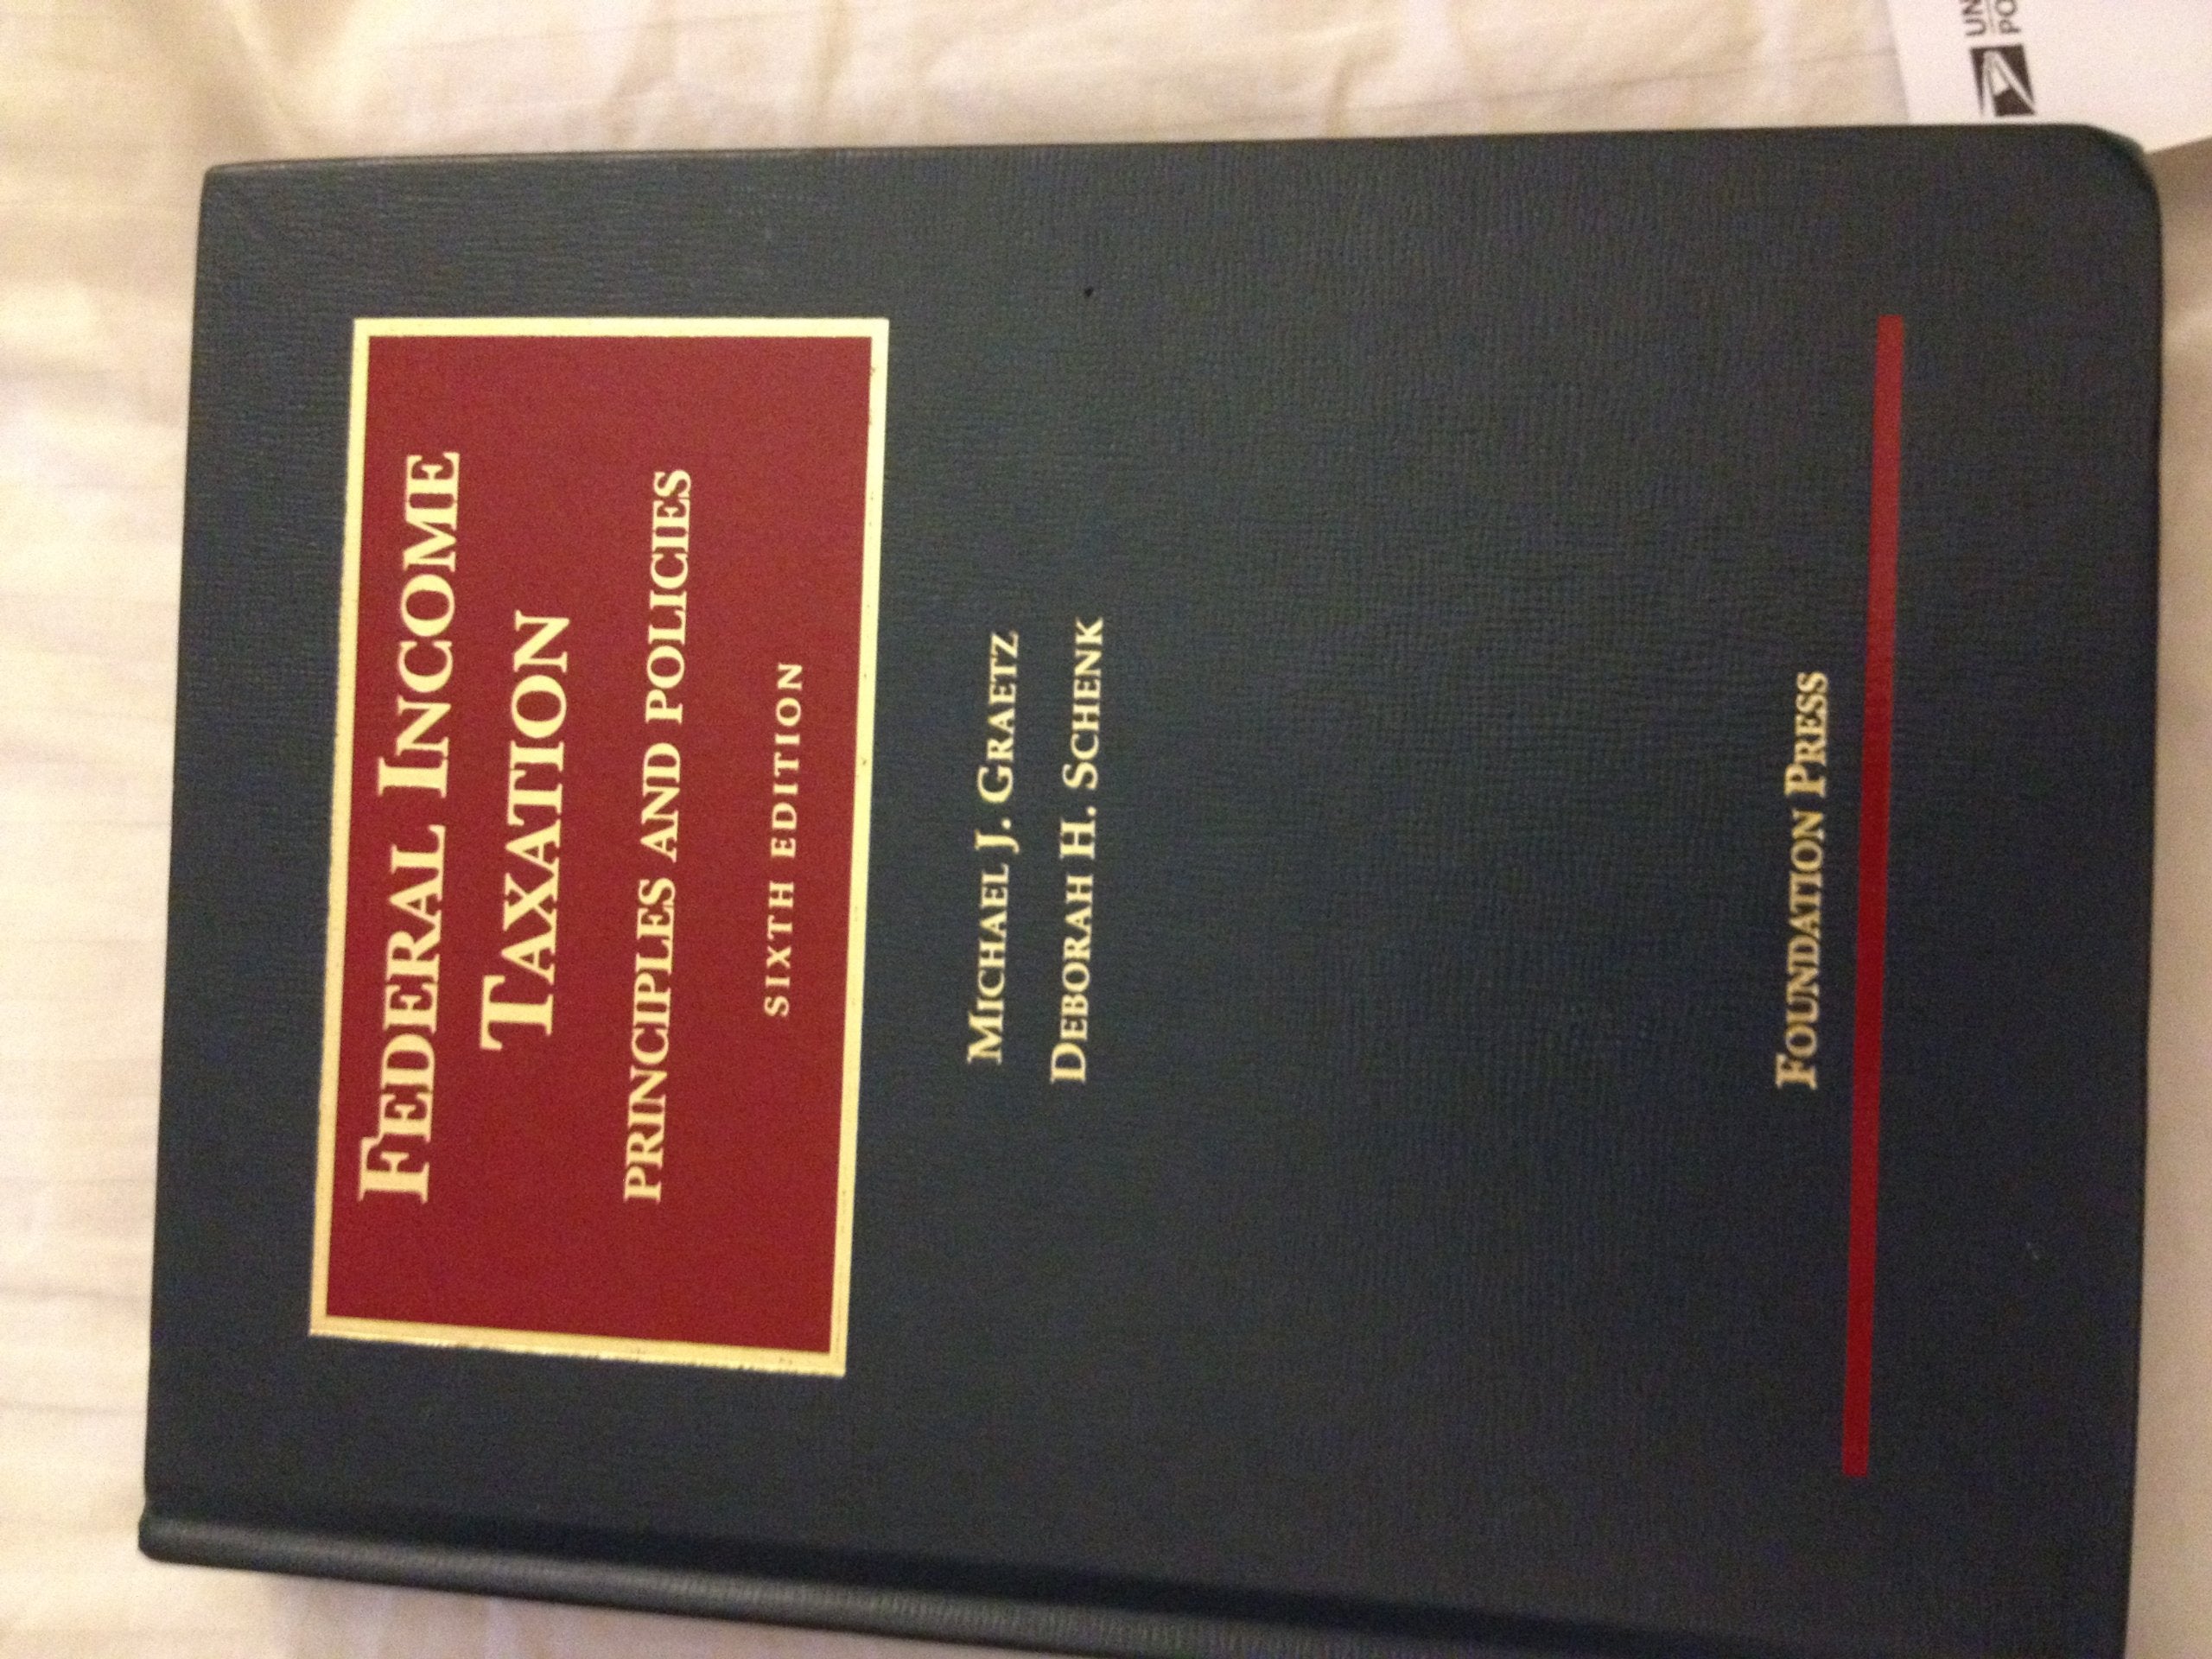 FEDERAL INCOME
TAXATION
PRINCIPLES AND POLICIES
SIXTH EDITION
MICHAEL J. GRAETZ
DEBORAH H. SCHENK
FOUNDATION PRESS